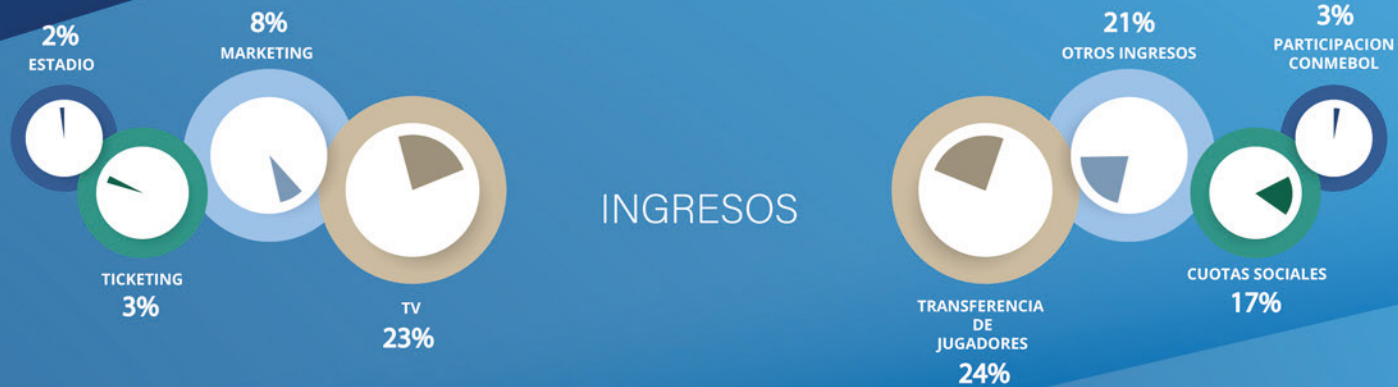 2%
ESTADIO
8%
MARKETING
TICKETING
3%
TV
23%
INGRESOS
21%
OTROS INGRESOS
3%
PARTICIPACION
CONMEBOL
TRANSFERENCIA
DE
JUGADORES
24%
CUOTAS SOCIALES
17%